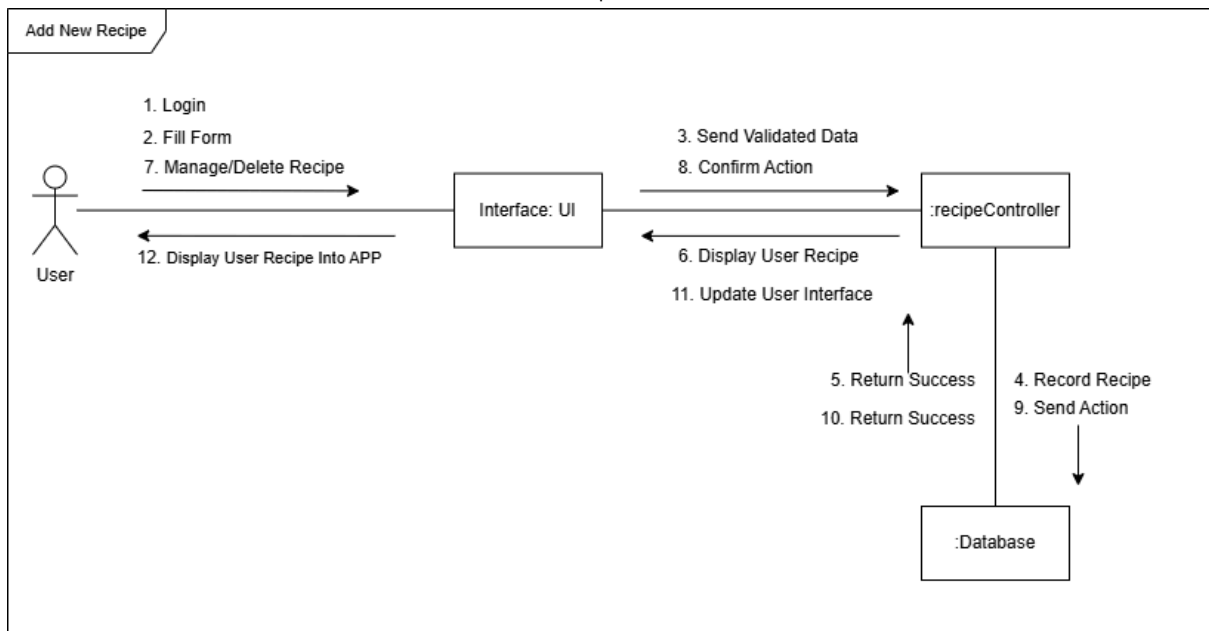 Add New Recipe
1. Login
2. Fill Form
7. Manage/Delete Recipe
3. Send Validated Data
8. Confirm Action
Interface: UI
:recipeController
12. Display User Recipe Into APP
6. Display User Recipe
11. Update User Interface
User
5. Return Success
10. Return Success
4. Record Recipe
9. Send Action
:Database